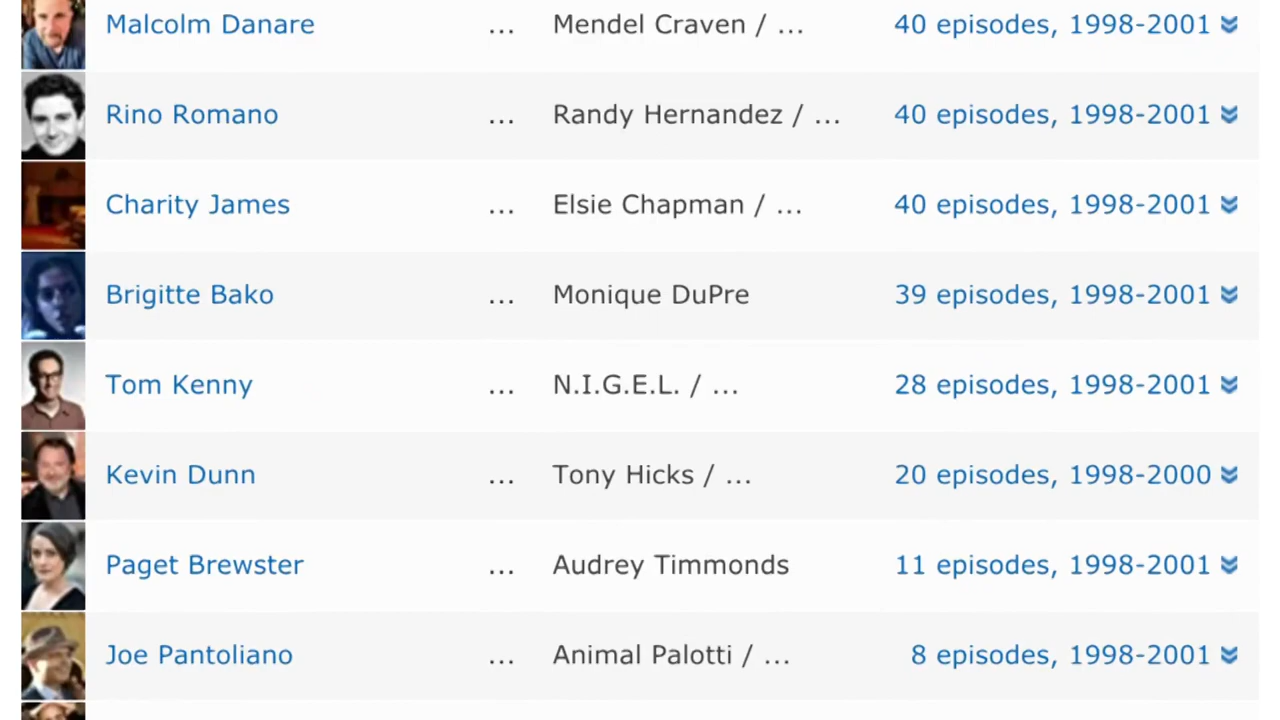 Malcolm Danare ... Mendel Craven / ... 40 episodes, 1998-2001
Rino Romano ... Randy Hernandez / ... 40 episodes, 1998-2001
Charity James ... Elsie Chapman / ... 40 episodes, 1998-2001
Brigitte Bako ... Monique DuPre 39 episodes, 1998-2001
Tom Kenny ... N.I.G.E.L. / ... 28 episodes, 1998-2001
Kevin Dunn ... Tony Hicks / ... 20 episodes, 1998-2000
Paget Brewster ... Audrey Timmonds 11 episodes, 1998-2001
Joe Pantoliano ... Animal Palotti / ... 8 episodes, 1998-2001